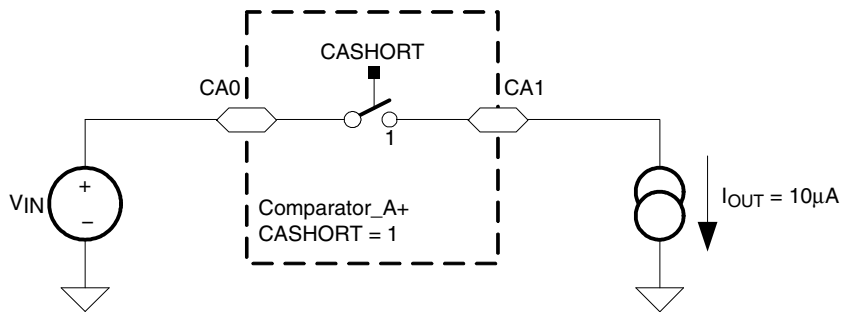 CASHORT
CA0
CA1
1
VIN
+
−
Comparator_A+
CASHORT = 1
IOUT = 10µA